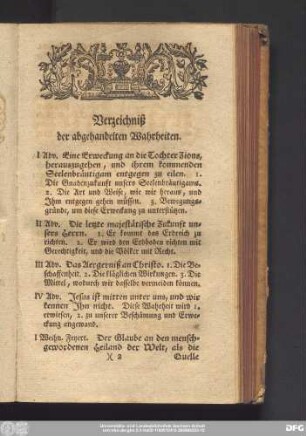 Verzeichniß
der abgehandelten Wahrheiten.
I Adv. Eine Erweckung an die Tochter Zions,
herauszugehen, und ihrem kommenden
Seelenbräutigam entgegen zu eilen. 1.
Die Gnadenzukunft unsers Seelenbräutigams.
2. Die Art und Weise, wie wir heraus, und
Ihm entgegen gehen müssen. 3. Bewegungs-
gründe, um diese Erweckung zu unterstützen.
II Adv. Die letzte majestätische Zukunft un-
sers Herrn. 1. Er kommt das Erdreich zu
richten. 2. Er wird den Erdboden richten mit
Gerechtigkeit, und die Völker mit Recht.
III Adv. Das Aergerniß an Christo. 1. Die Be-
schaffenheit. 2. Die kläglichen Wirkungen. 3. Die
Mittel, wodurch wir dasselbe vermeiden können.
IV Adv. Jesus ist mitten unter uns, und wir
kennen Ihn nicht. Diese Wahrheit wird 1.
erwiesen, 2. zu unserer Beschämung und Erwe-
ckung angewand.
I Weihn. Feyert. Der Glaube an den mensch-
gewordenen Heiland der Welt, als die
)( 2 Quelle